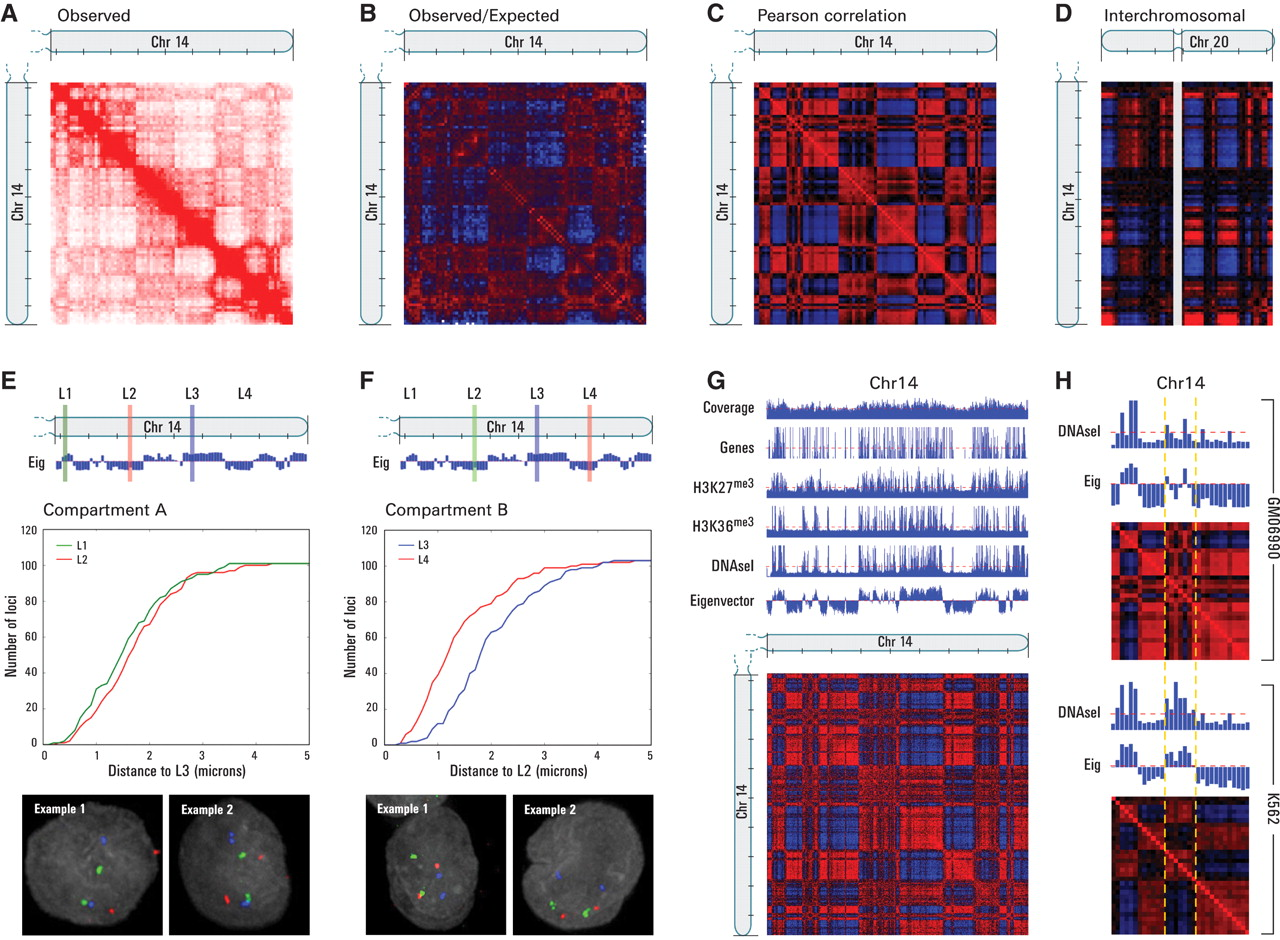 A Observed
Chr 14
Chr 14
B Observed/Expected
Chr 14
Chr 14
C Pearson correlation
Chr 14
Chr 14
D Interchromosomal
Chr 20
Chr 14
E L1 L2 L3 L4
Chr 14
Eig
Compartment A
120
100
80
60
40
20
0
L1
L2
Number of loci
0 1 2 3 4 5
Distance to L3 (microns)
Example 1
Example 2
F L1 L2 L3 L4
Chr 14
Eig
Compartment B
120
100
80
60
40
20
0
L3
L4
Number of loci
0 1 2 3 4 5
Distance to L2 (microns)
Example 1
Example 2
G Chr14
Coverage
Genes
H3K27me3
H3K36me3
DNAseI
Eigenvector
Chr 14
Chr 14
H Chr14
DNAseI
Eig
GM06990
DNAseI
Eig
K562